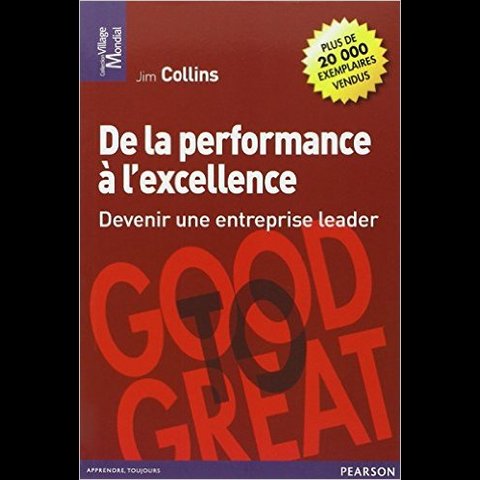 Collection Village
Mondial
Jim Collins
PLUS DE
20 000
EXEMPLAIRES
VENDUS
De la performance
à l'excellence
Devenir une entreprise leader
GOOD
TO
GREAT
APPRENDRE, TOUJOURS
PEARSON